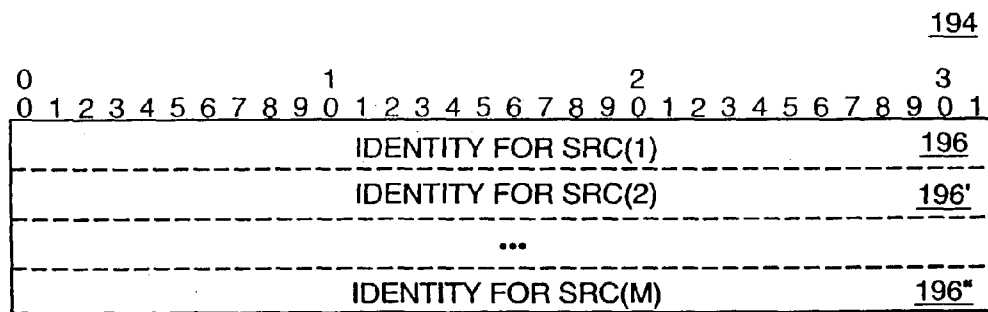 194
0 1 2 3
0 1 2 3 4 5 6 7 8 9 0 1 2 3 4 5 6 7 8 9 0 1 2 3 4 5 6 7 8 9 0 1
IDENTITY FOR SRC(1) 196
IDENTITY FOR SRC(2) 196'
•••
IDENTITY FOR SRC(M) 196"